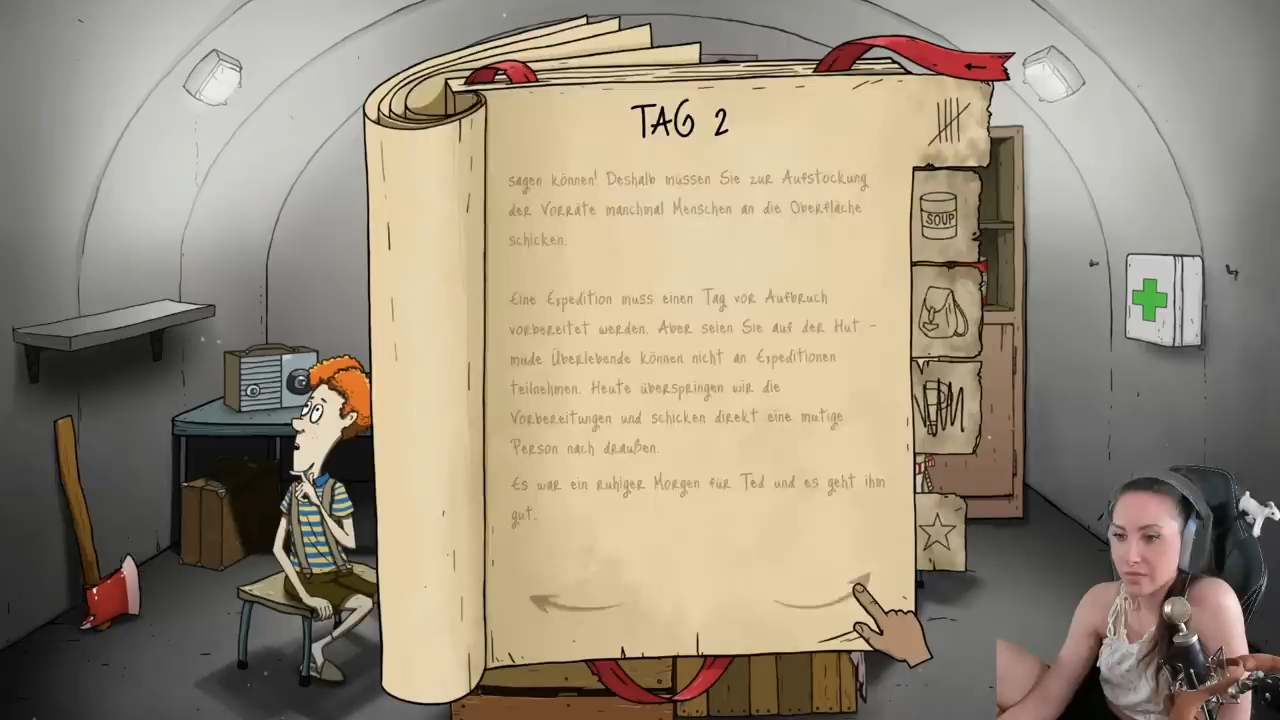 TAG 2
sagen können! Deshalb müssen Sie zur Aufstockung
der Vorräte manchmal Menschen an die Oberfläche
schicken.
Eine Expedition muss einen Tag vor Aufbruch
vorbereitet werden. Aber seien Sie auf der Hut -
müde Überlebende können nicht an Expeditionen
teilnehmen. Heute überspringen wir die
Vorbereitungen und schicken direkt eine mutige
Person nach draußen.
Es war ein ruhiger Morgen für Ted und es geht ihm
gut.
SOUP